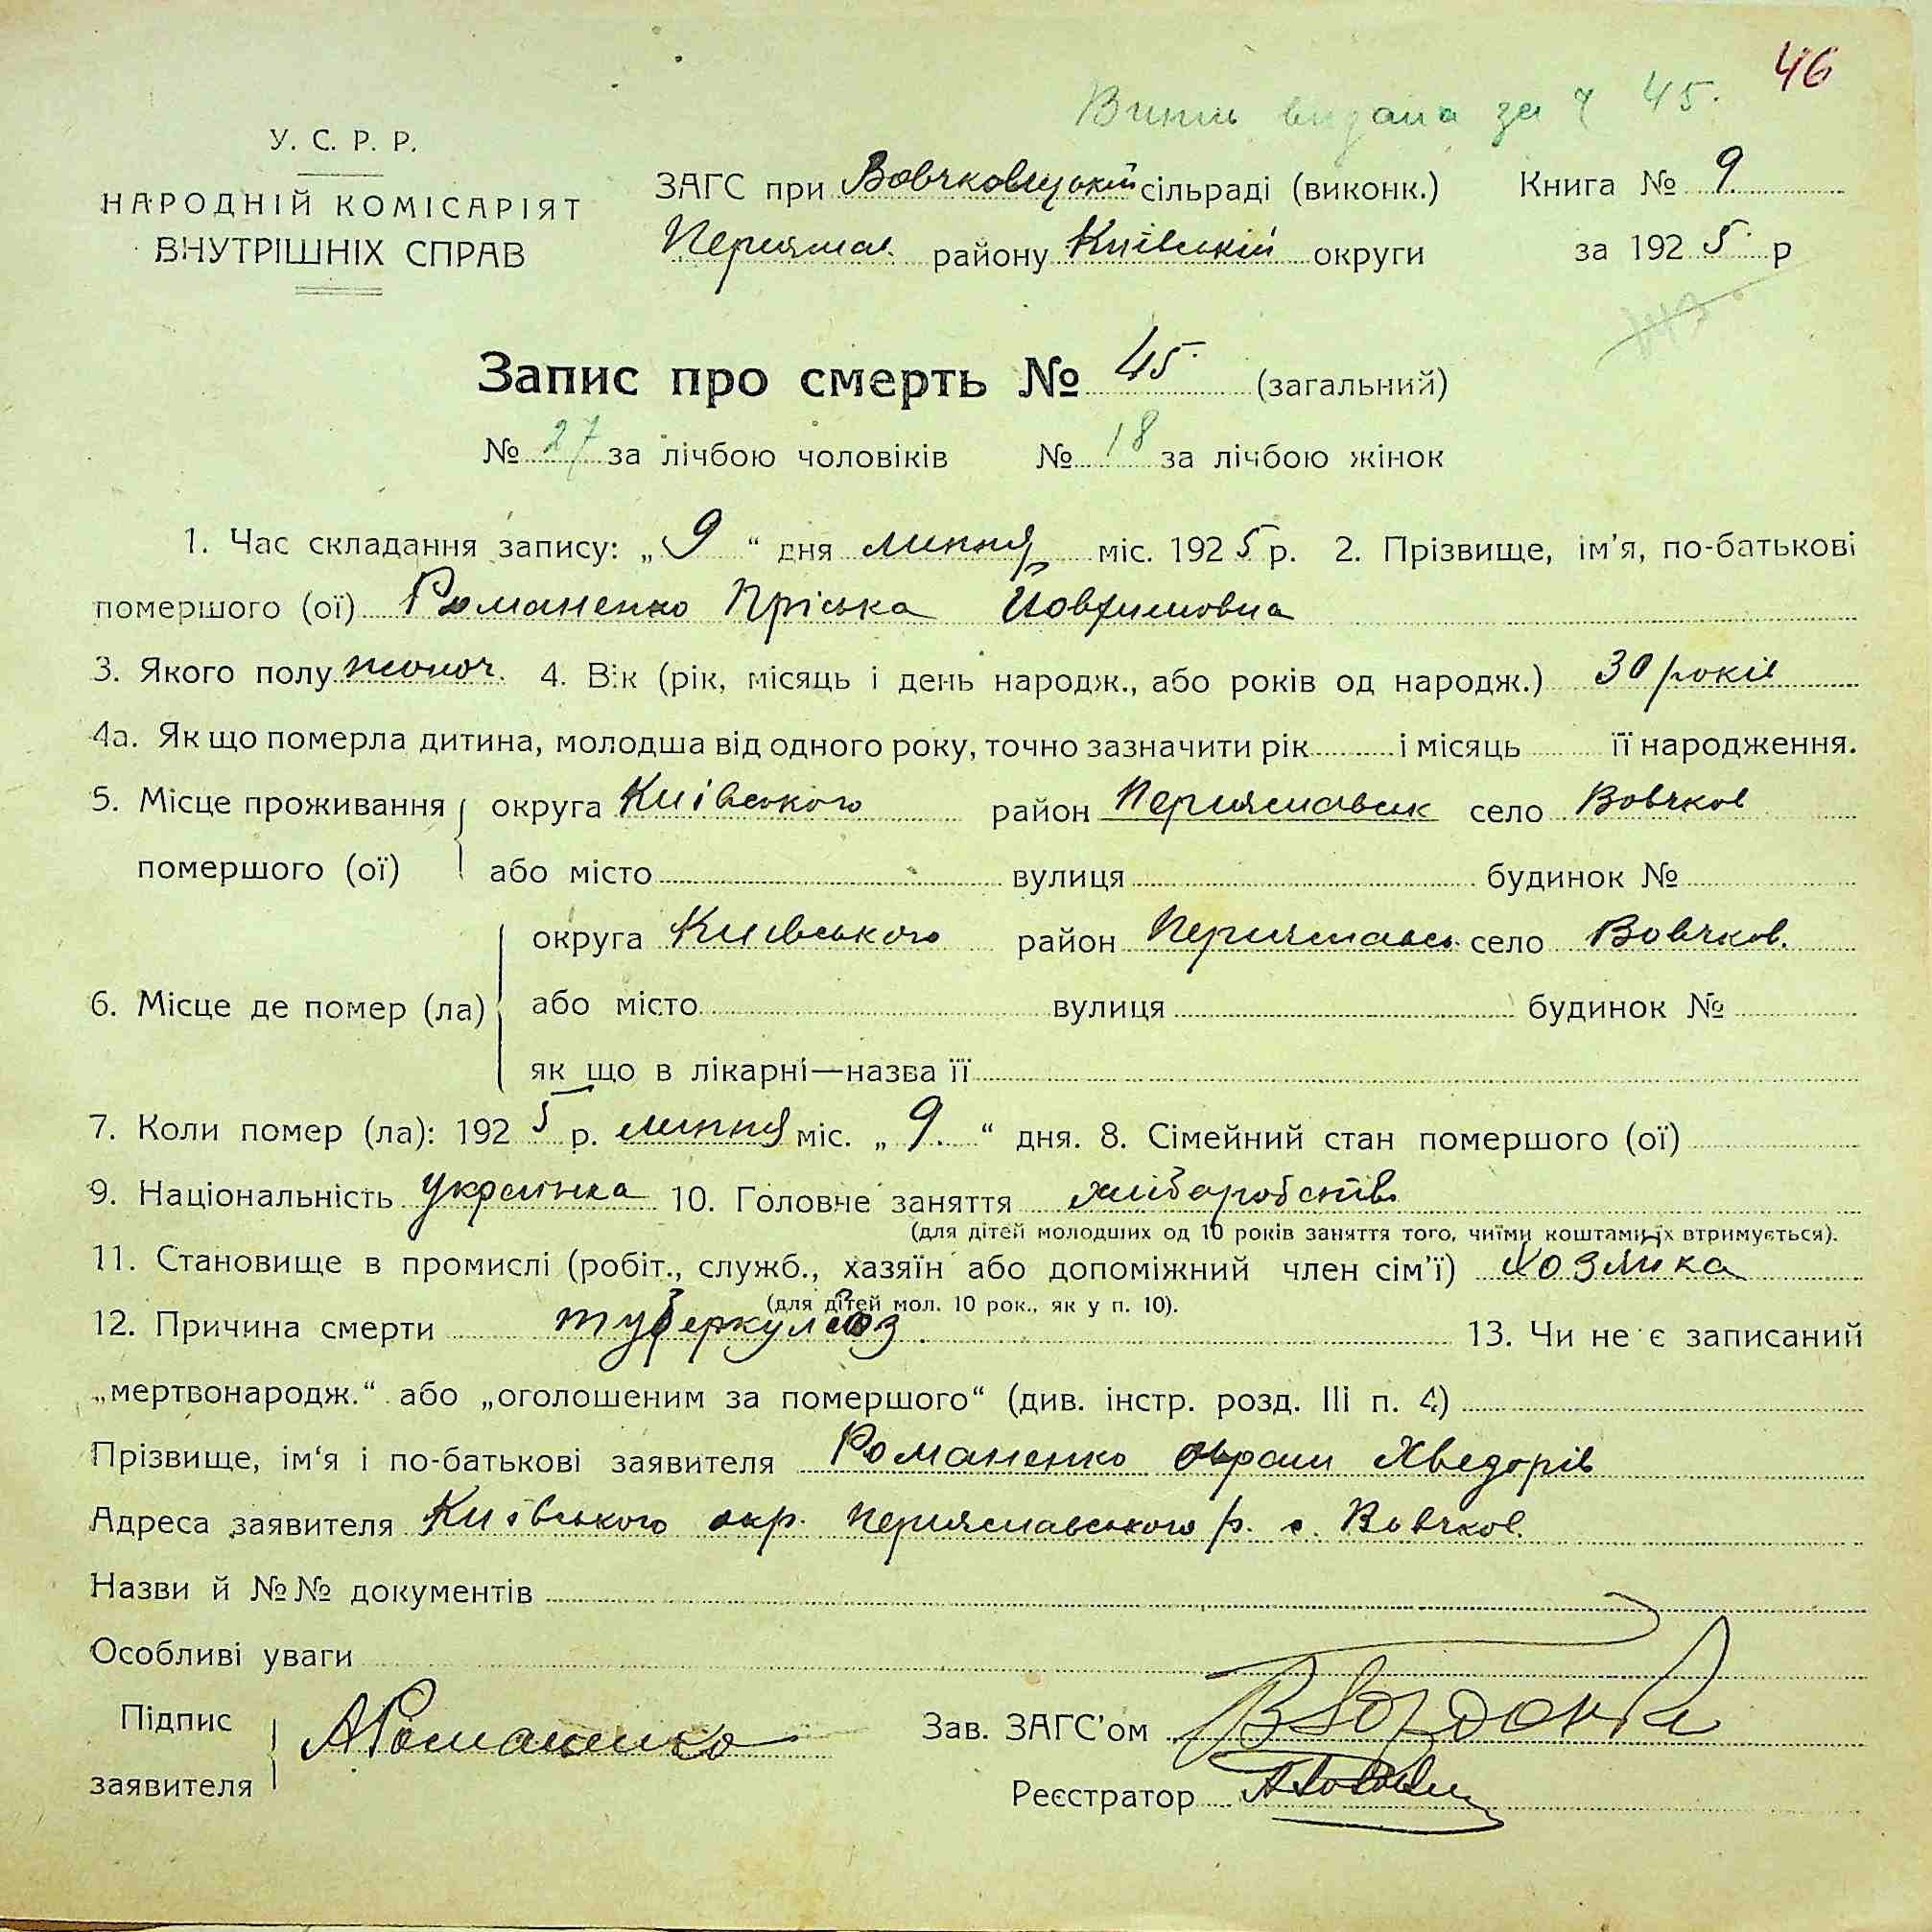 46
Випись видана за № 45.
У. С. Р. Р.
НАРОДНІЙ КОМІСАРІЯТ
ВНУТРІШНІХ СПРАВ
ЗАГС при Вовчковецькій сільраді (виконк.) Книга № 9
Переяслав. району Київській округи за 1925 р
Запис про смерть № 45 (загальний)
№ 27 за лічбою чоловіків № 18 за лічбою жінок
1. Час складання запису: „9“ дня липня міс. 1925 р. 2. Прізвище, ім'я, по-батькові
помершого (ої) Романенко Пріська Йовфимовна
3. Якого полу жіноч. 4. Вік (рік, місяць і день народж., або років од народж.) 30 років
4а. Як що померла дитина, молодша від одного року, точно зазначити рік і місяць її народження.
5. Місце проживання округа Київського район Переяславськ село Вовчков
помершого (ої) або місто вулиця будинок №
округа Київського район Переяславсь. село Вовчков.
6. Місце де помер (ла) або місто вулиця будинок №
як що в лікарні—назва її
7. Коли помер (ла): 1925 р. липня міс. „9.“ дня. 8. Сімейний стан помершого (ої)
9. Національність українка 10. Головне заняття хліборобство
(для дітей молодших од 10 років заняття того, чиїми коштами їх втримується).
11. Становище в промислі (робіт., служб., хазяїн або допоміжний член сім'ї) хозяйка
(для дітей мол. 10 рок., як у п. 10).
12. Причина смерти туберкульоз 13. Чи не є записаний
„мертвонародж.“ або „оголошеним за помершого“ (див. інстр. розд. III п. 4)
Прізвище, ім'я і по-батькові заявителя Романенко Хведорів
Адреса заявителя Київського окр. Переяславського р. с. Вовчков.
Назви й №№ документів
Особливі уваги
Підпис заявителя АРоманенко Зав. ЗАГС'ом
Реєстратор